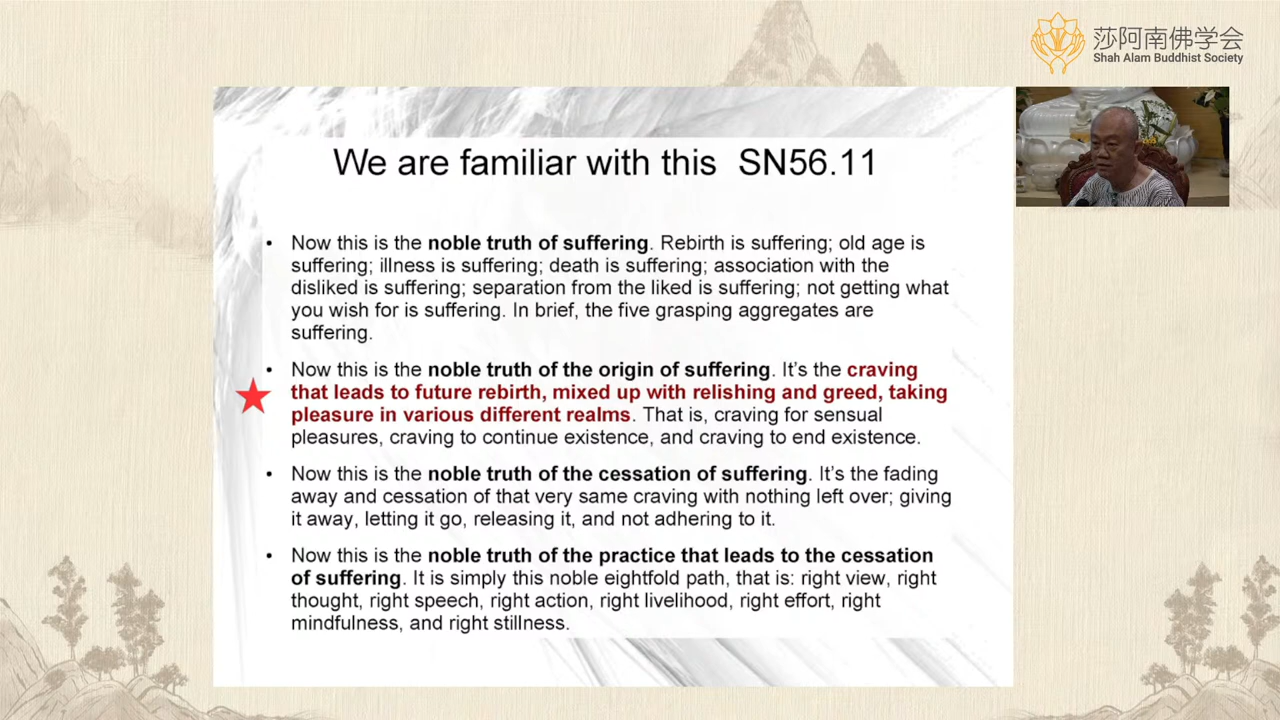 莎阿南佛学会
Shah Alam Buddhist Society
We are familiar with this SN56.11
• Now this is the noble truth of suffering. Rebirth is suffering; old age is
suffering; illness is suffering; death is suffering; association with the
disliked is suffering; separation from the liked is suffering; not getting what
you wish for is suffering. In brief, the five grasping aggregates are
suffering.
• Now this is the noble truth of the origin of suffering. It’s the craving
that leads to future rebirth, mixed up with relishing and greed, taking
pleasure in various different realms. That is, craving for sensual
pleasures, craving to continue existence, and craving to end existence.
• Now this is the noble truth of the cessation of suffering. It’s the fading
away and cessation of that very same craving with nothing left over; giving
it away, letting it go, releasing it, and not adhering to it.
• Now this is the noble truth of the practice that leads to the cessation
of suffering. It is simply this noble eightfold path, that is: right view, right
thought, right speech, right action, right livelihood, right effort, right
mindfulness, and right stillness.